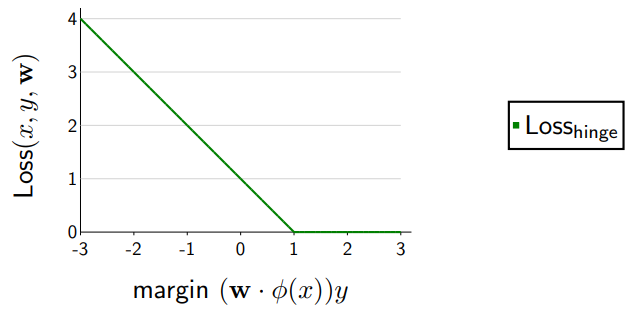 4
3
2
1
0
-3 -2 -1 0 1 2 3
Loss(x, y, w)
margin (w · ϕ(x))y
Loss_hinge